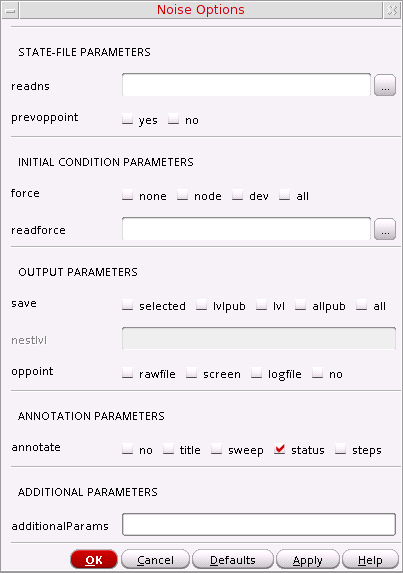 Noise Options
STATE-FILE PARAMETERS
readns ...
prevoppoint yes no
INITIAL CONDITION PARAMETERS
force none node dev all
readforce ...
OUTPUT PARAMETERS
save selected lvlpub lvl allpub all
nestlvl
oppoint rawfile screen logfile no
ANNOTATION PARAMETERS
annotate no title sweep status steps
ADDITIONAL PARAMETERS
additionalParams
OK Cancel Defaults Apply Help